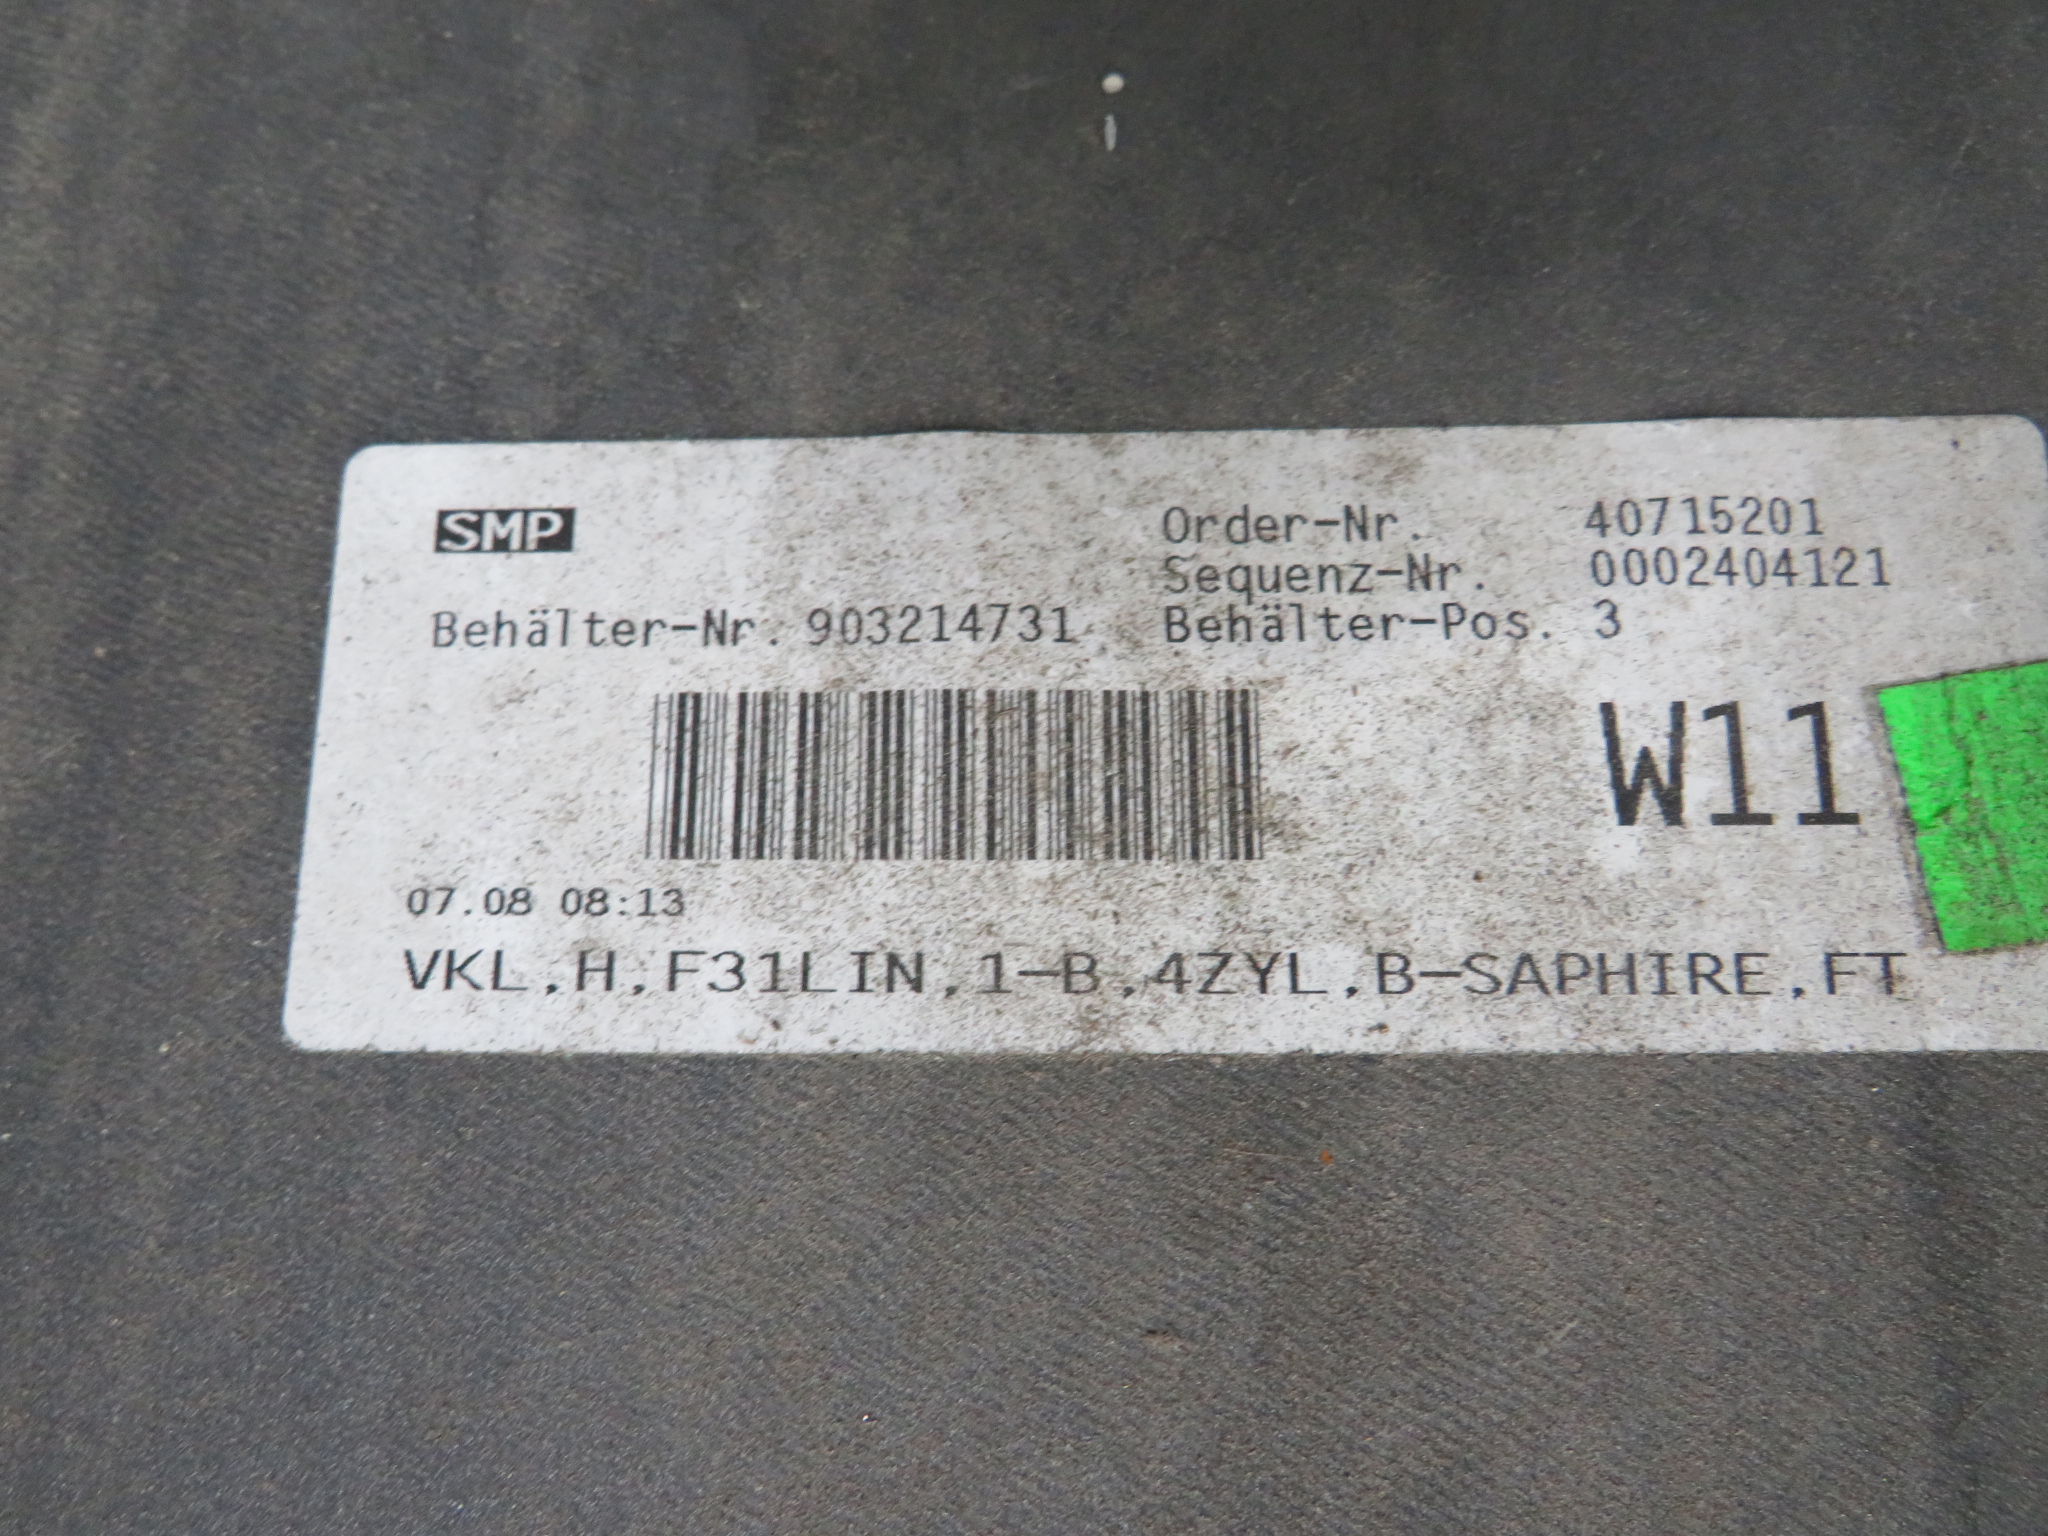 SMP
Order-Nr. 40715201
Sequenz-Nr. 0002404121
Behälter-Nr. 903214731 Behälter-Pos. 3
W11
07.08 08:13
VKL,H,F31LIN,1-B,4ZYL,B-SAPHIRE,FT